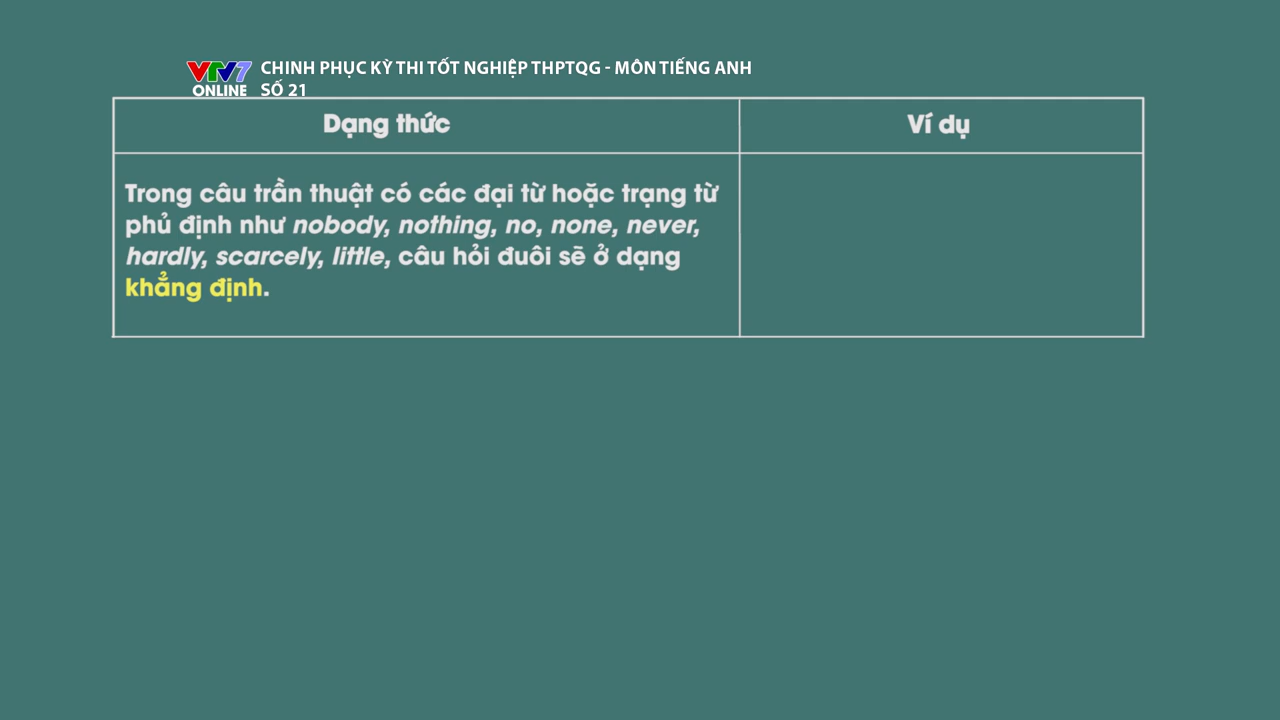 VTV7
ONLINE
CHINH PHỤC KỲ THI TỐT NGHIỆP THPTQG - MÔN TIẾNG ANH
SỐ 21
Dạng thức
Ví dụ
Trong câu trần thuật có các đại từ hoặc trạng từ
phủ định như nobody, nothing, no, none, never,
hardly, scarcely, little, câu hỏi đuôi sẽ ở dạng
khẳng định.